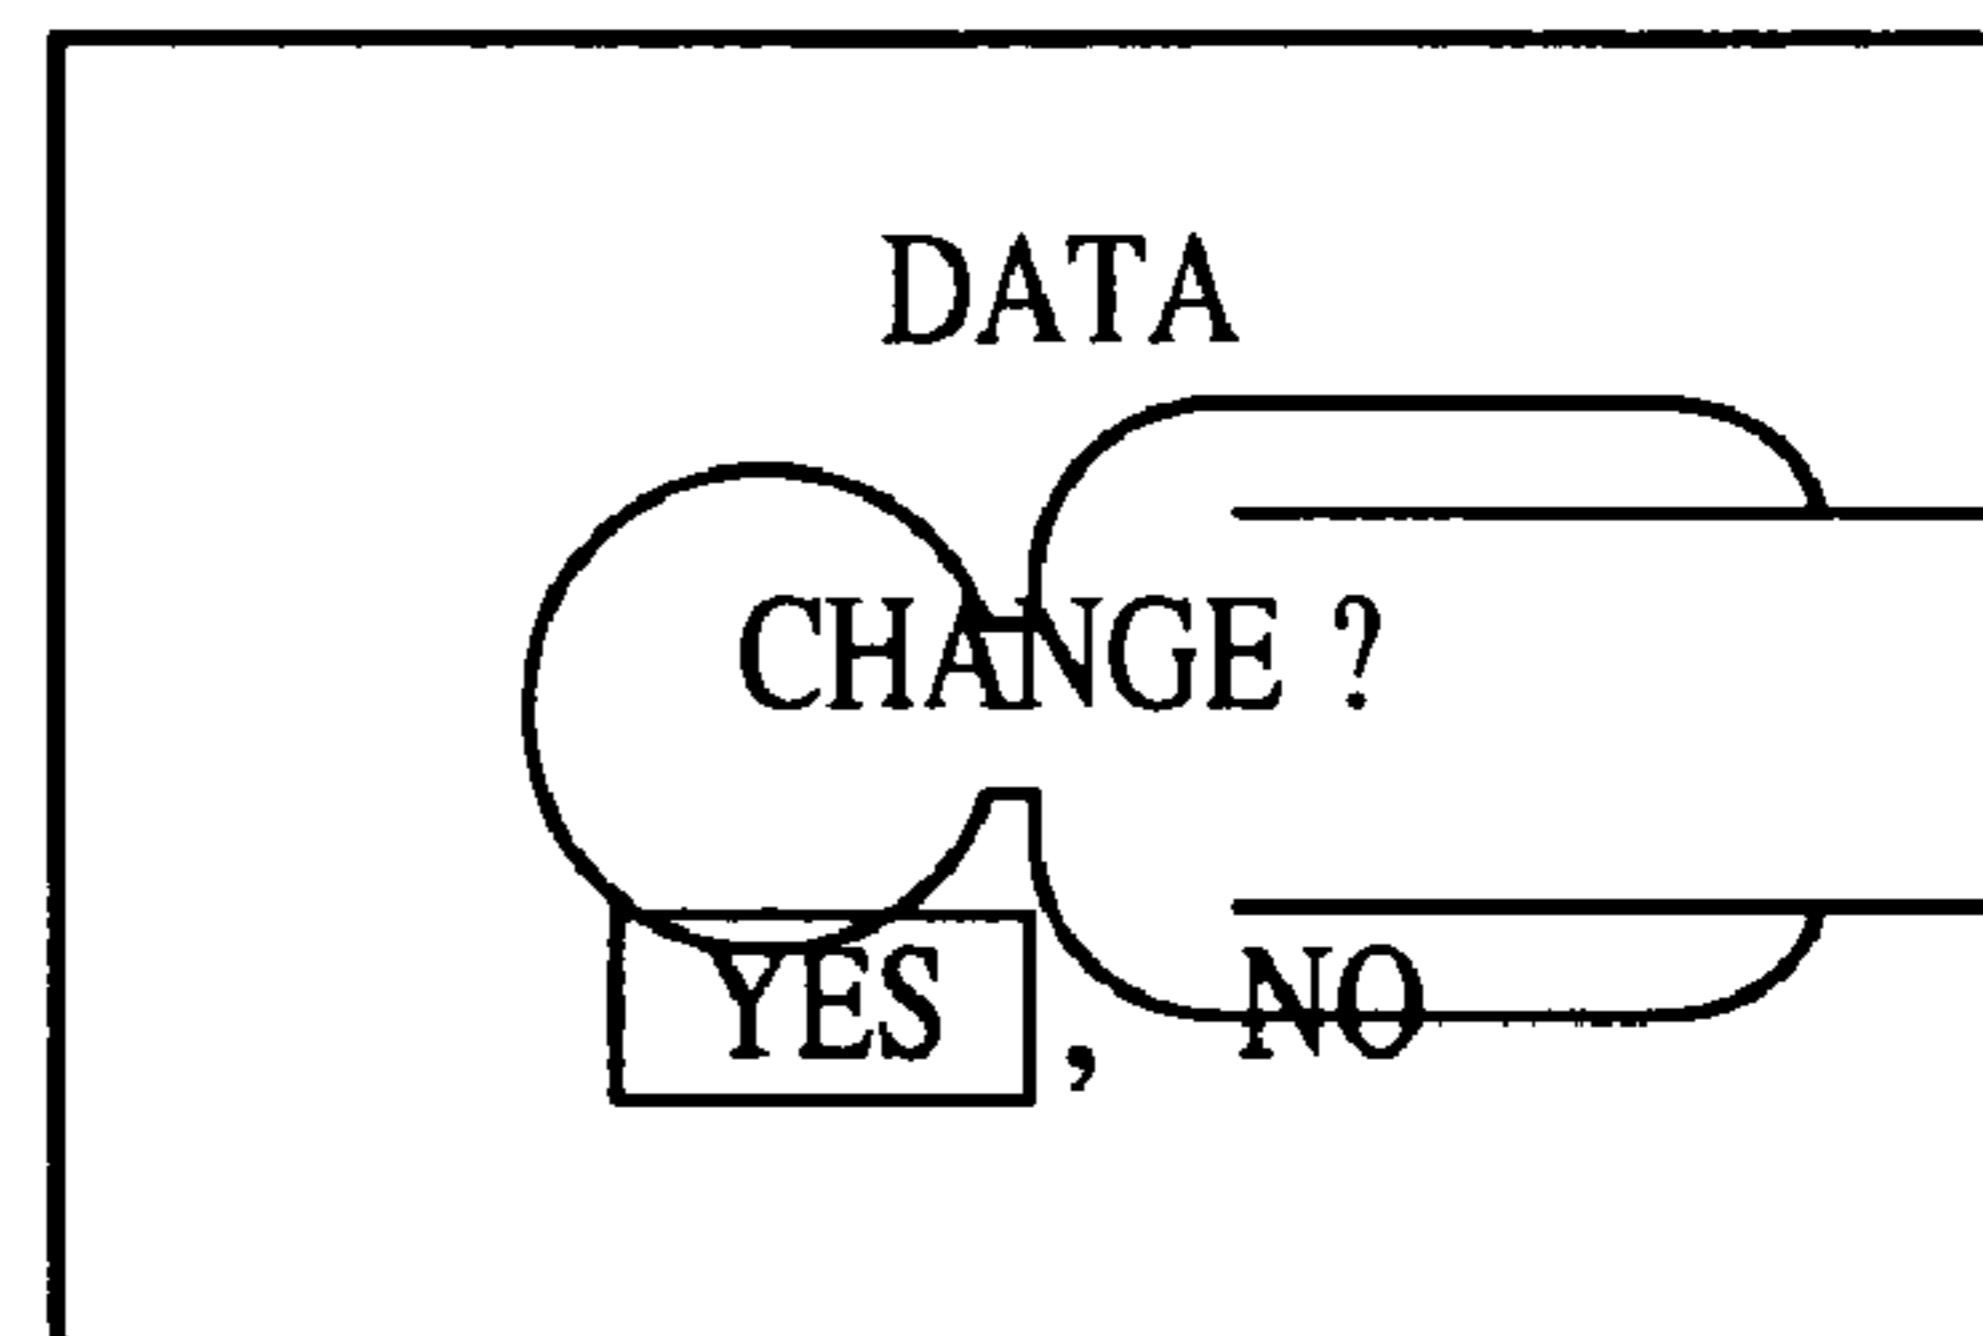 DATA
CHANGE ?
YES , NO